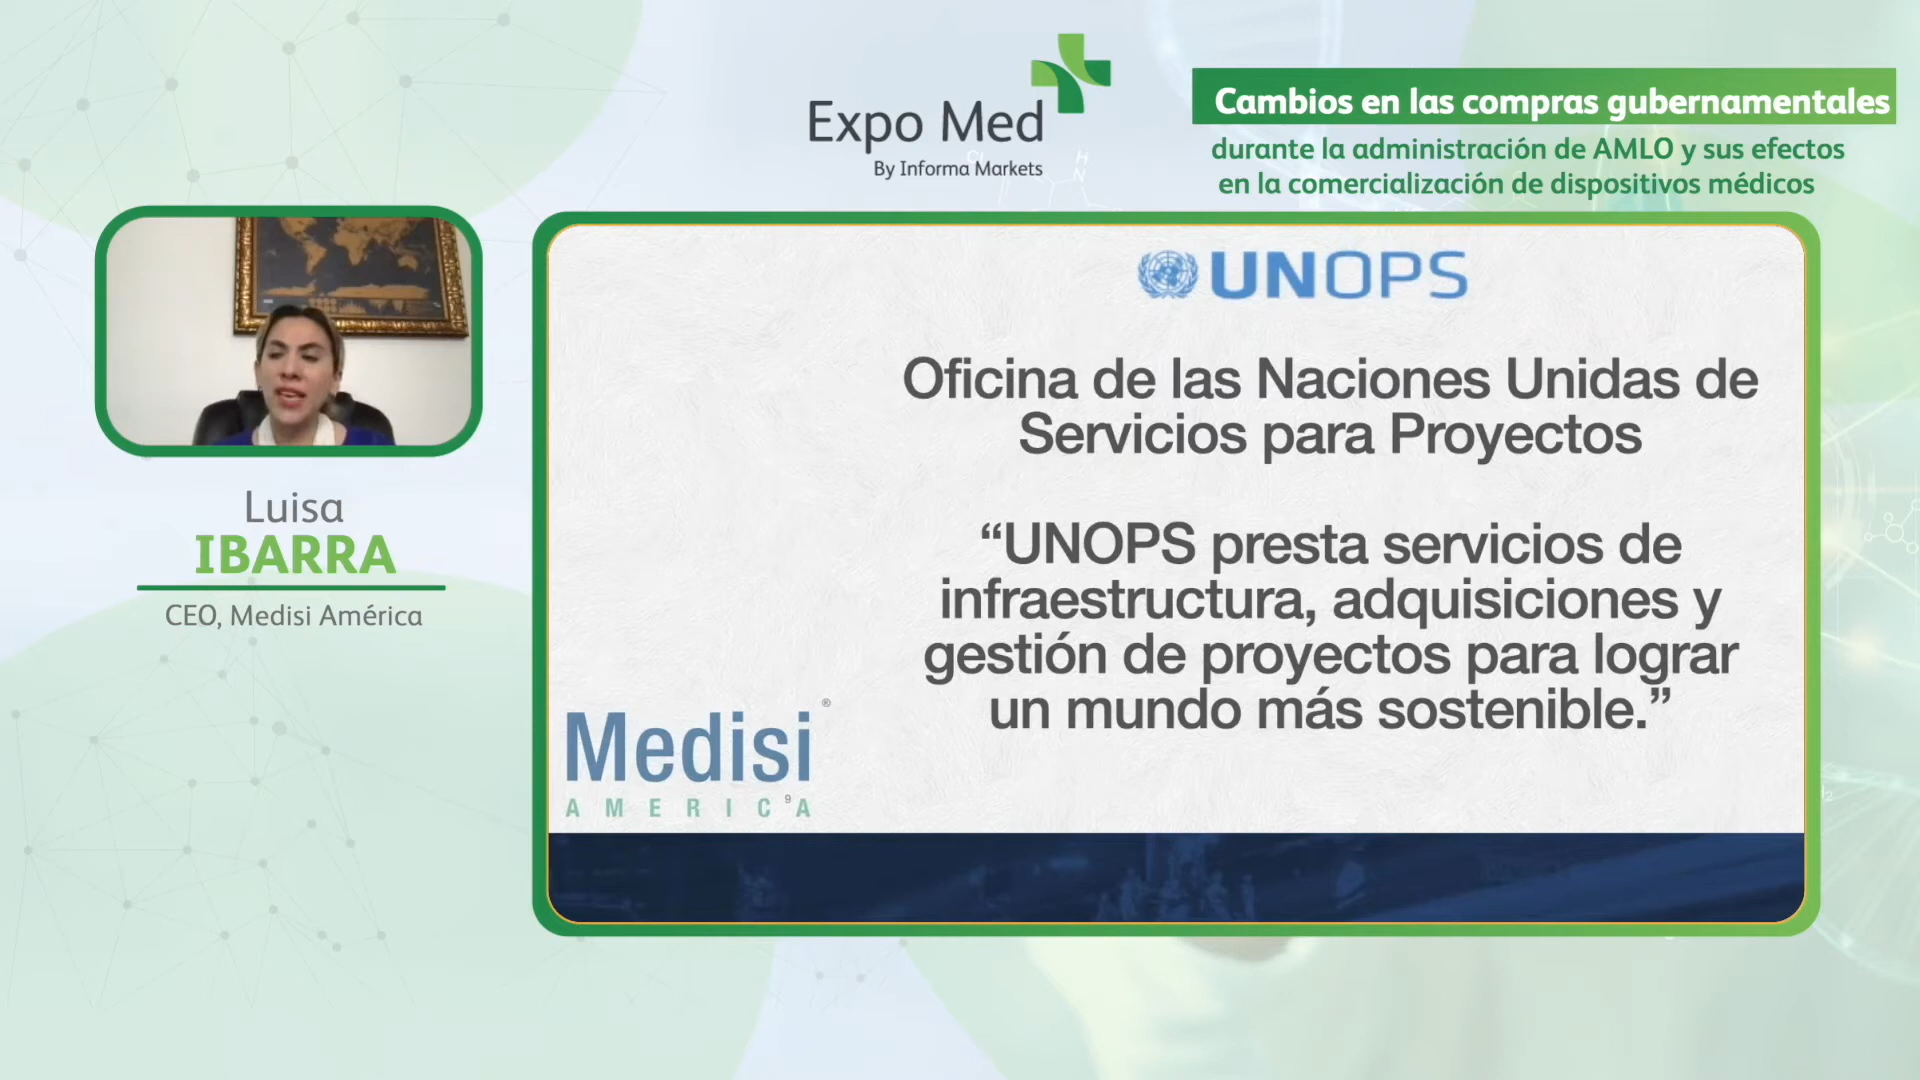 Expo Med
By Informa Markets
Cambios en las compras gubernamentales
durante la administración de AMLO y sus efectos
en la comercialización de dispositivos médicos
Luisa
IBARRA
CEO, Medisi América
UNOPS
Oficina de las Naciones Unidas de
Servicios para Proyectos
“UNOPS presta servicios de
infraestructura, adquisiciones y
gestión de proyectos para lograr
un mundo más sostenible.”
Medisi®
AMERICA
9